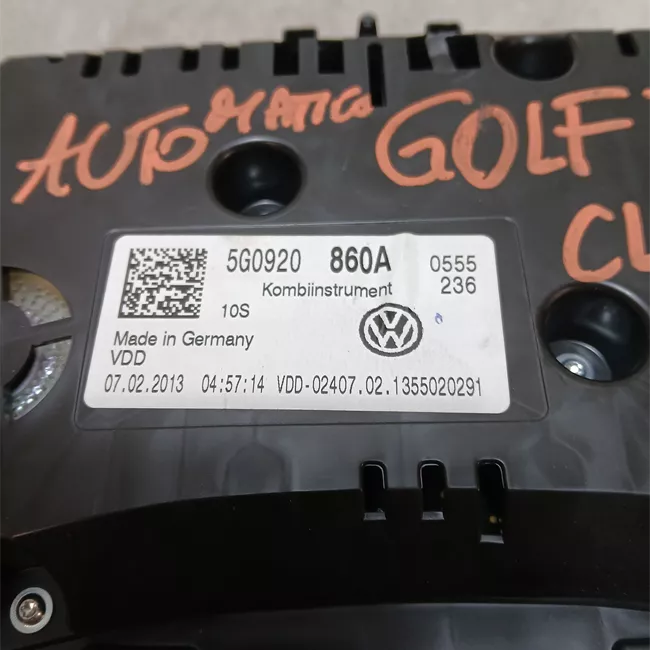 AUTOMATICO GOLF
CL
5G0920 860A 0555
Kombiinstrument 236
10S
Made in Germany
VDD
07.02.2013 04:57:14 VDD-02407.02.1355020291